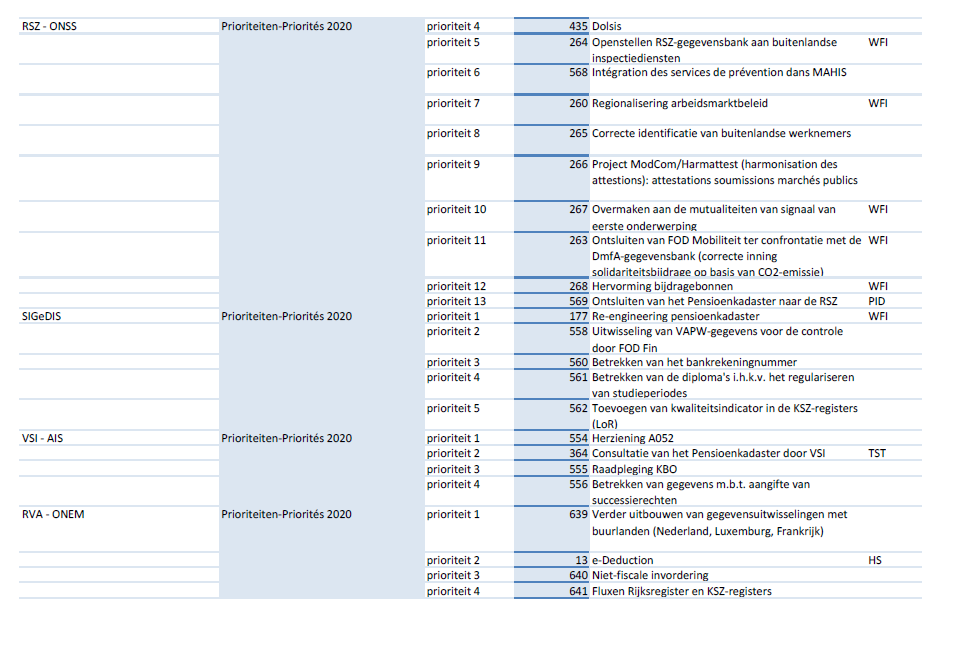 RSZ - ONSS Prioriteiten-Priorités 2020 prioriteit 4 435 Dolsis
prioriteit 5 264 Openstellen RSZ-gegevensbank aan buitenlandse WFI
inspectiediensten
prioriteit 6 568 Intégration des services de prévention dans MAHIS
prioriteit 7 260 Regionalisering arbeidsmarktbeleid WFI
prioriteit 8 265 Correcte identificatie van buitenlandse werknemers
prioriteit 9 266 Project ModCom/Harmattest (harmonisation des
attestions): attestations soumissions marchés publics
prioriteit 10 267 Overmaken aan de mutualiteiten van signaal van WFI
eerste onderwerping
prioriteit 11 263 Ontsluiten van FOD Mobiliteit ter confrontatie met de WFI
DmfA-gegevensbank (correcte inning
solidariteitsbijdrage op basis van CO2-emissie)
prioriteit 12 268 Hervorming bijdragebonnen WFI
prioriteit 13 569 Ontsluiten van het Pensioenkadaster naar de RSZ PID
SIGeDIS Prioriteiten-Priorités 2020 prioriteit 1 177 Re-engineering pensioenkadaster WFI
prioriteit 2 558 Uitwisseling van VAPW-gegevens voor de controle
door FOD Fin
prioriteit 3 560 Betrekken van het bankrekeningnummer
prioriteit 4 561 Betrekken van de diploma's i.h.k.v. het regulariseren
van studieperiodes
prioriteit 5 562 Toevoegen van kwaliteitsindicator in de KSZ-registers
(LoR)
VSI - AIS Prioriteiten-Priorités 2020 prioriteit 1 554 Herziening A052
prioriteit 2 364 Consultatie van het Pensioenkadaster door VSI TST
prioriteit 3 555 Raadpleging KBO
prioriteit 4 556 Betrekken van gegevens m.b.t. aangifte van
successierechten
RVA - ONEM Prioriteiten-Priorités 2020 prioriteit 1 639 Verder uitbouwen van gegevensuitwisselingen met
buurlanden (Nederland, Luxemburg, Frankrijk)
prioriteit 2 13 e-Deduction HS
prioriteit 3 640 Niet-fiscale invordering
prioriteit 4 641 Fluxen Rijksregister en KSZ-registers